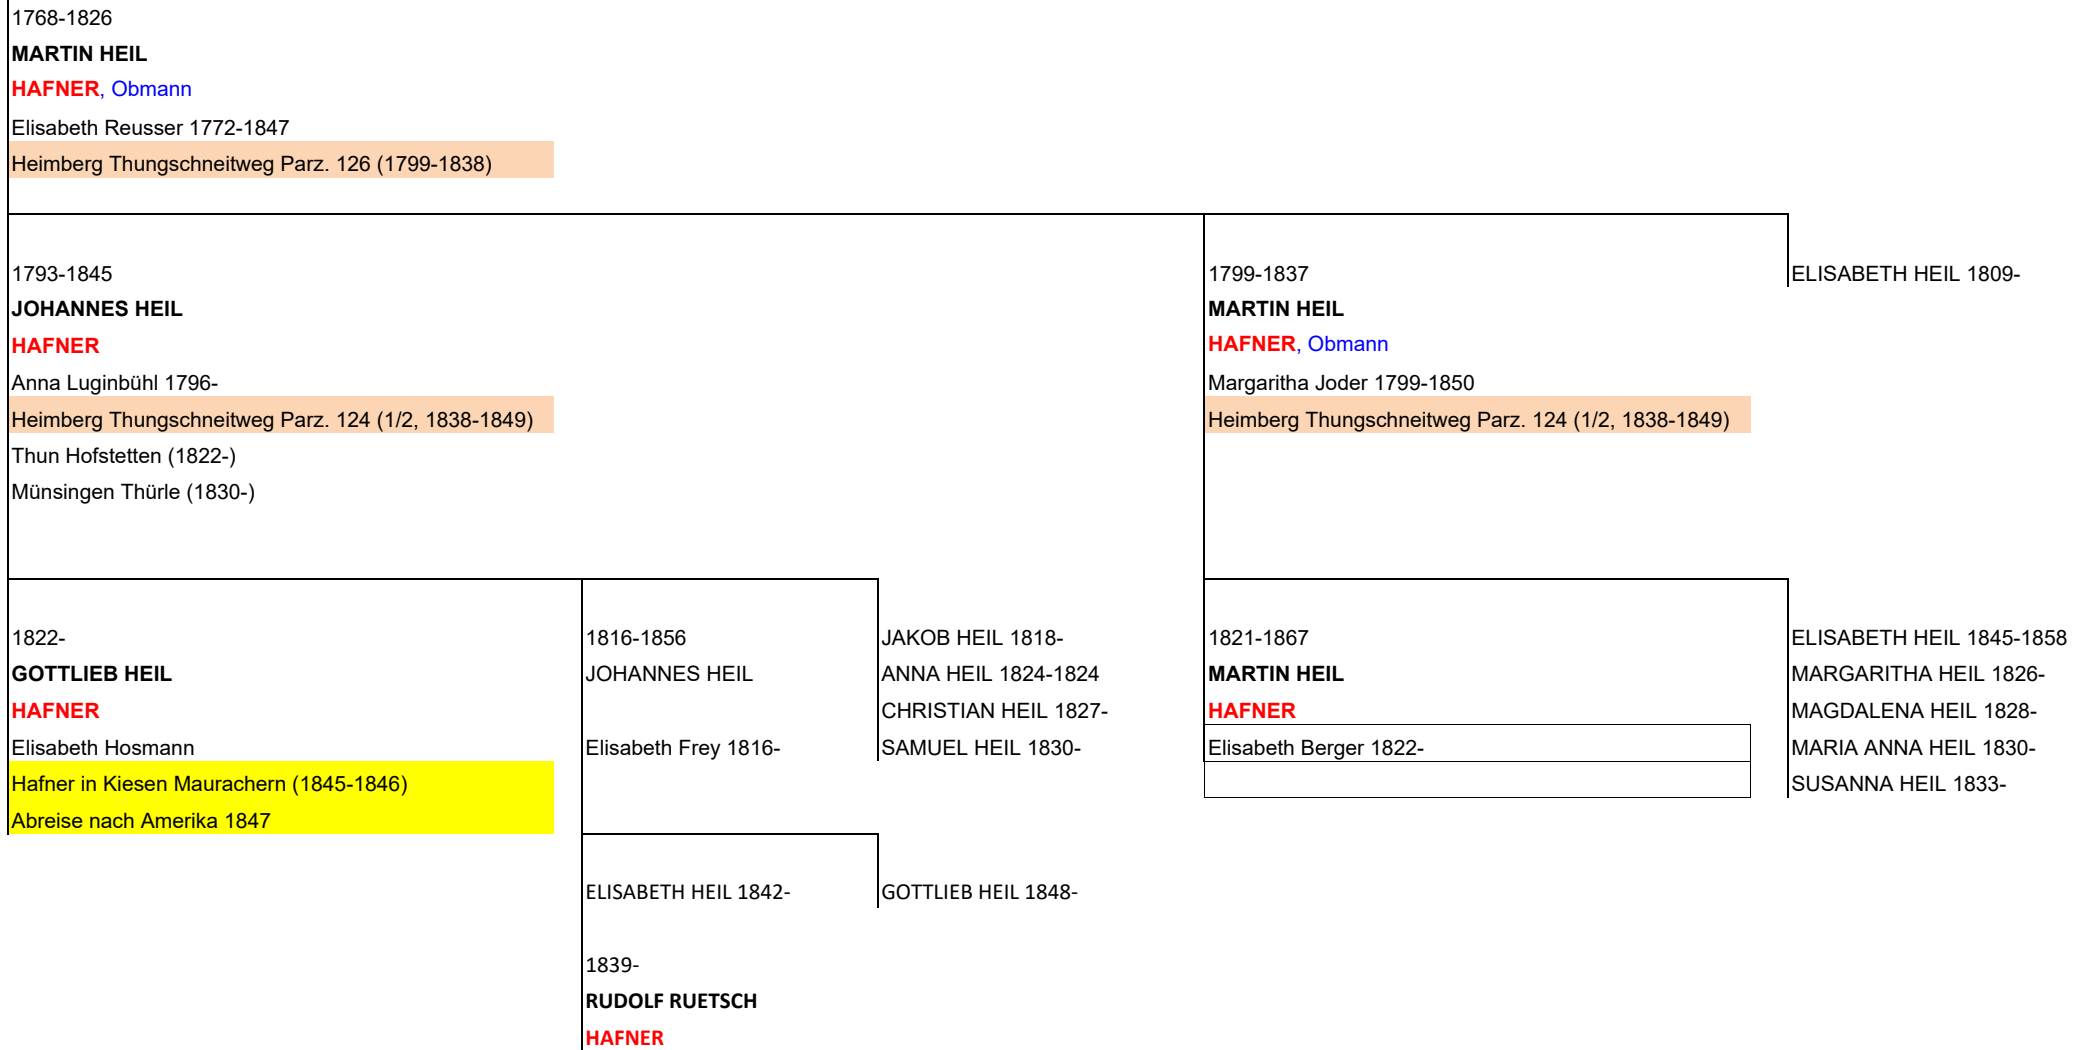 1768-1826
MARTIN HEIL
HAFNER, Obmann
Elisabeth Reusser 1772-1847
Heimberg Thungschneitweg Parz. 126 (1799-1838)
1793-1845
JOHANNES HEIL
HAFNER
Anna Luginbühl 1796-
Heimberg Thungschneitweg Parz. 124 (1/2, 1838-1849)
Thun Hofstetten (1822-)
Münsingen Thürle (1830-)
1799-1837
MARTIN HEIL
HAFNER, Obmann
Margaritha Joder 1799-1850
Heimberg Thungschneitweg Parz. 124 (1/2, 1838-1849)
ELISABETH HEIL 1809-
1822-
GOTTLIEB HEIL
HAFNER
Elisabeth Hosmann
Hafner in Kiesen Maurachern (1845-1846)
Abreise nach Amerika 1847
1816-1856
JOHANNES HEIL
Elisabeth Frey 1816-
JAKOB HEIL 1818-
ANNA HEIL 1824-1824
CHRISTIAN HEIL 1827-
SAMUEL HEIL 1830-
1821-1867
MARTIN HEIL
HAFNER
Elisabeth Berger 1822-
ELISABETH HEIL 1845-1858
MARGARITHA HEIL 1826-
MAGDALENA HEIL 1828-
MARIA ANNA HEIL 1830-
SUSANNA HEIL 1833-
ELISABETH HEIL 1842-
GOTTLIEB HEIL 1848-
1839-
RUDOLF RUETSCH
HAFNER